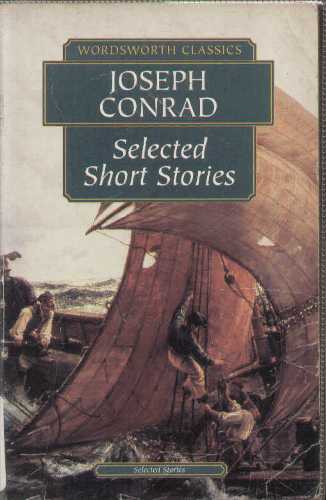 WORDSWORTH CLASSICS
JOSEPH
CONRAD
Selected
Short Stories
Selected Stories